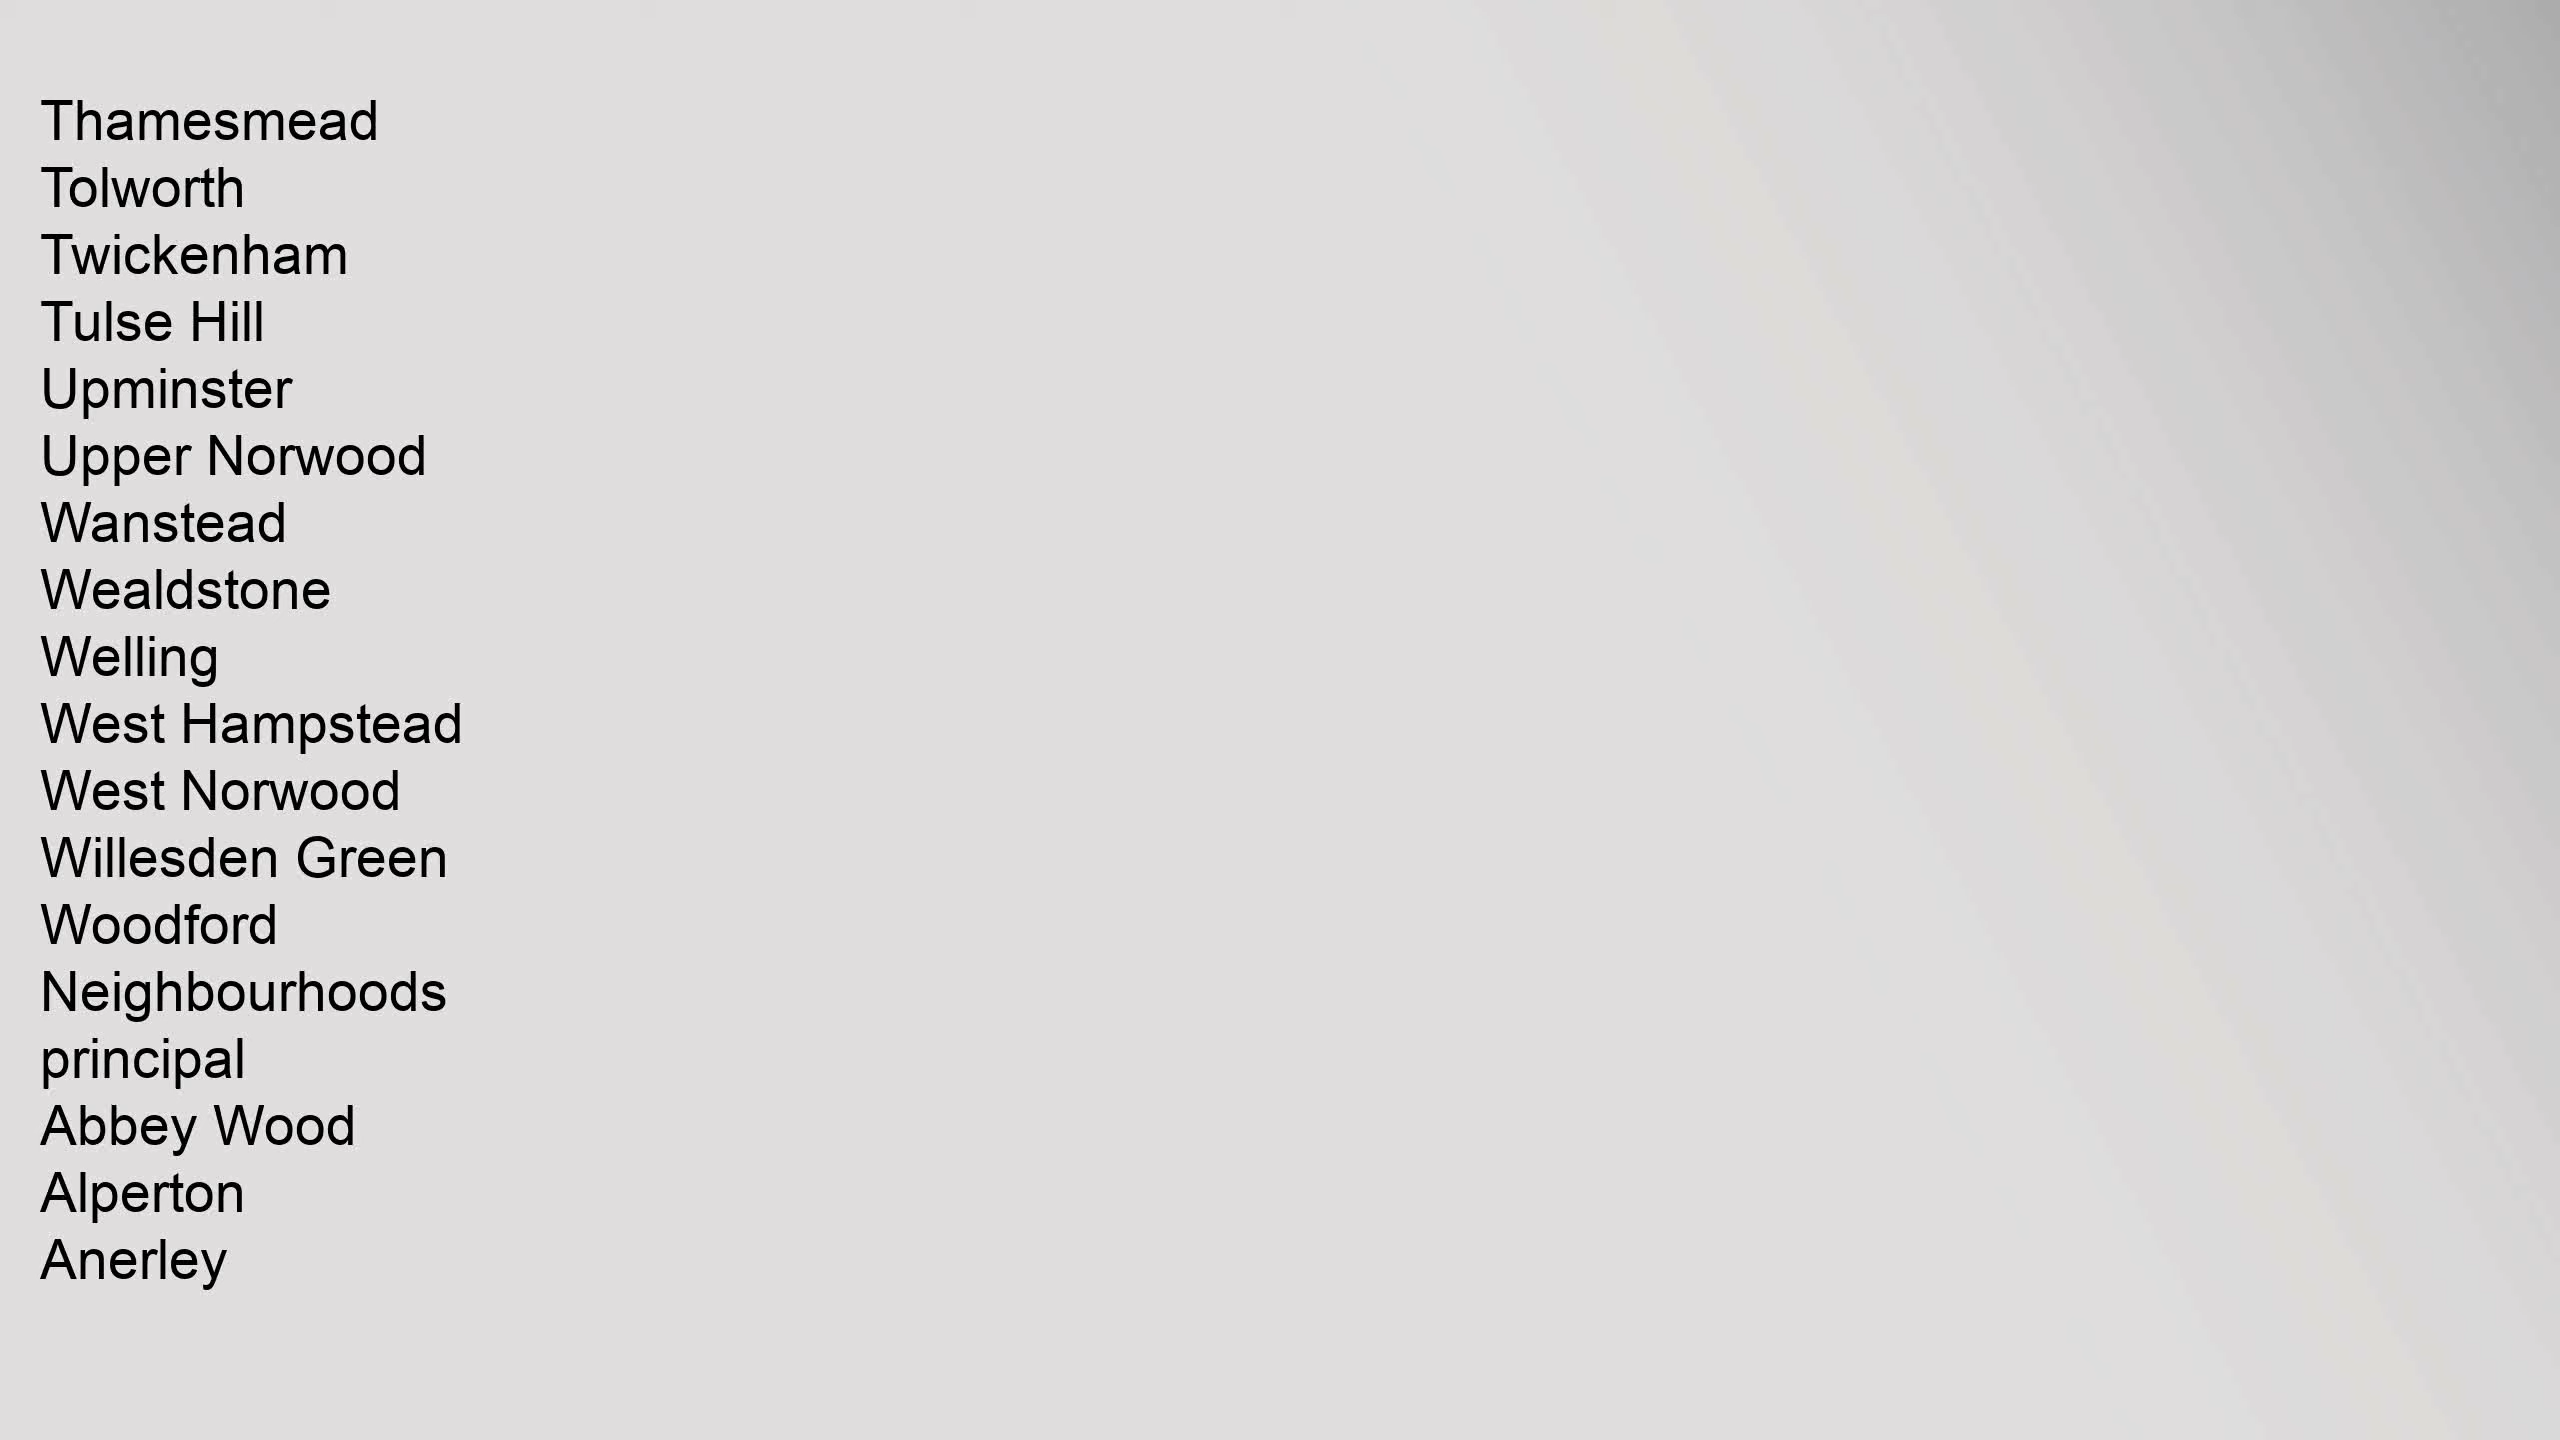 Thamesmead
Tolworth
Twickenham
Tulse Hill
Upminster
Upper Norwood
Wanstead
Wealdstone
Welling
West Hampstead
West Norwood
Willesden Green
Woodford
Neighbourhoods
principal
Abbey Wood
Alperton
Anerley